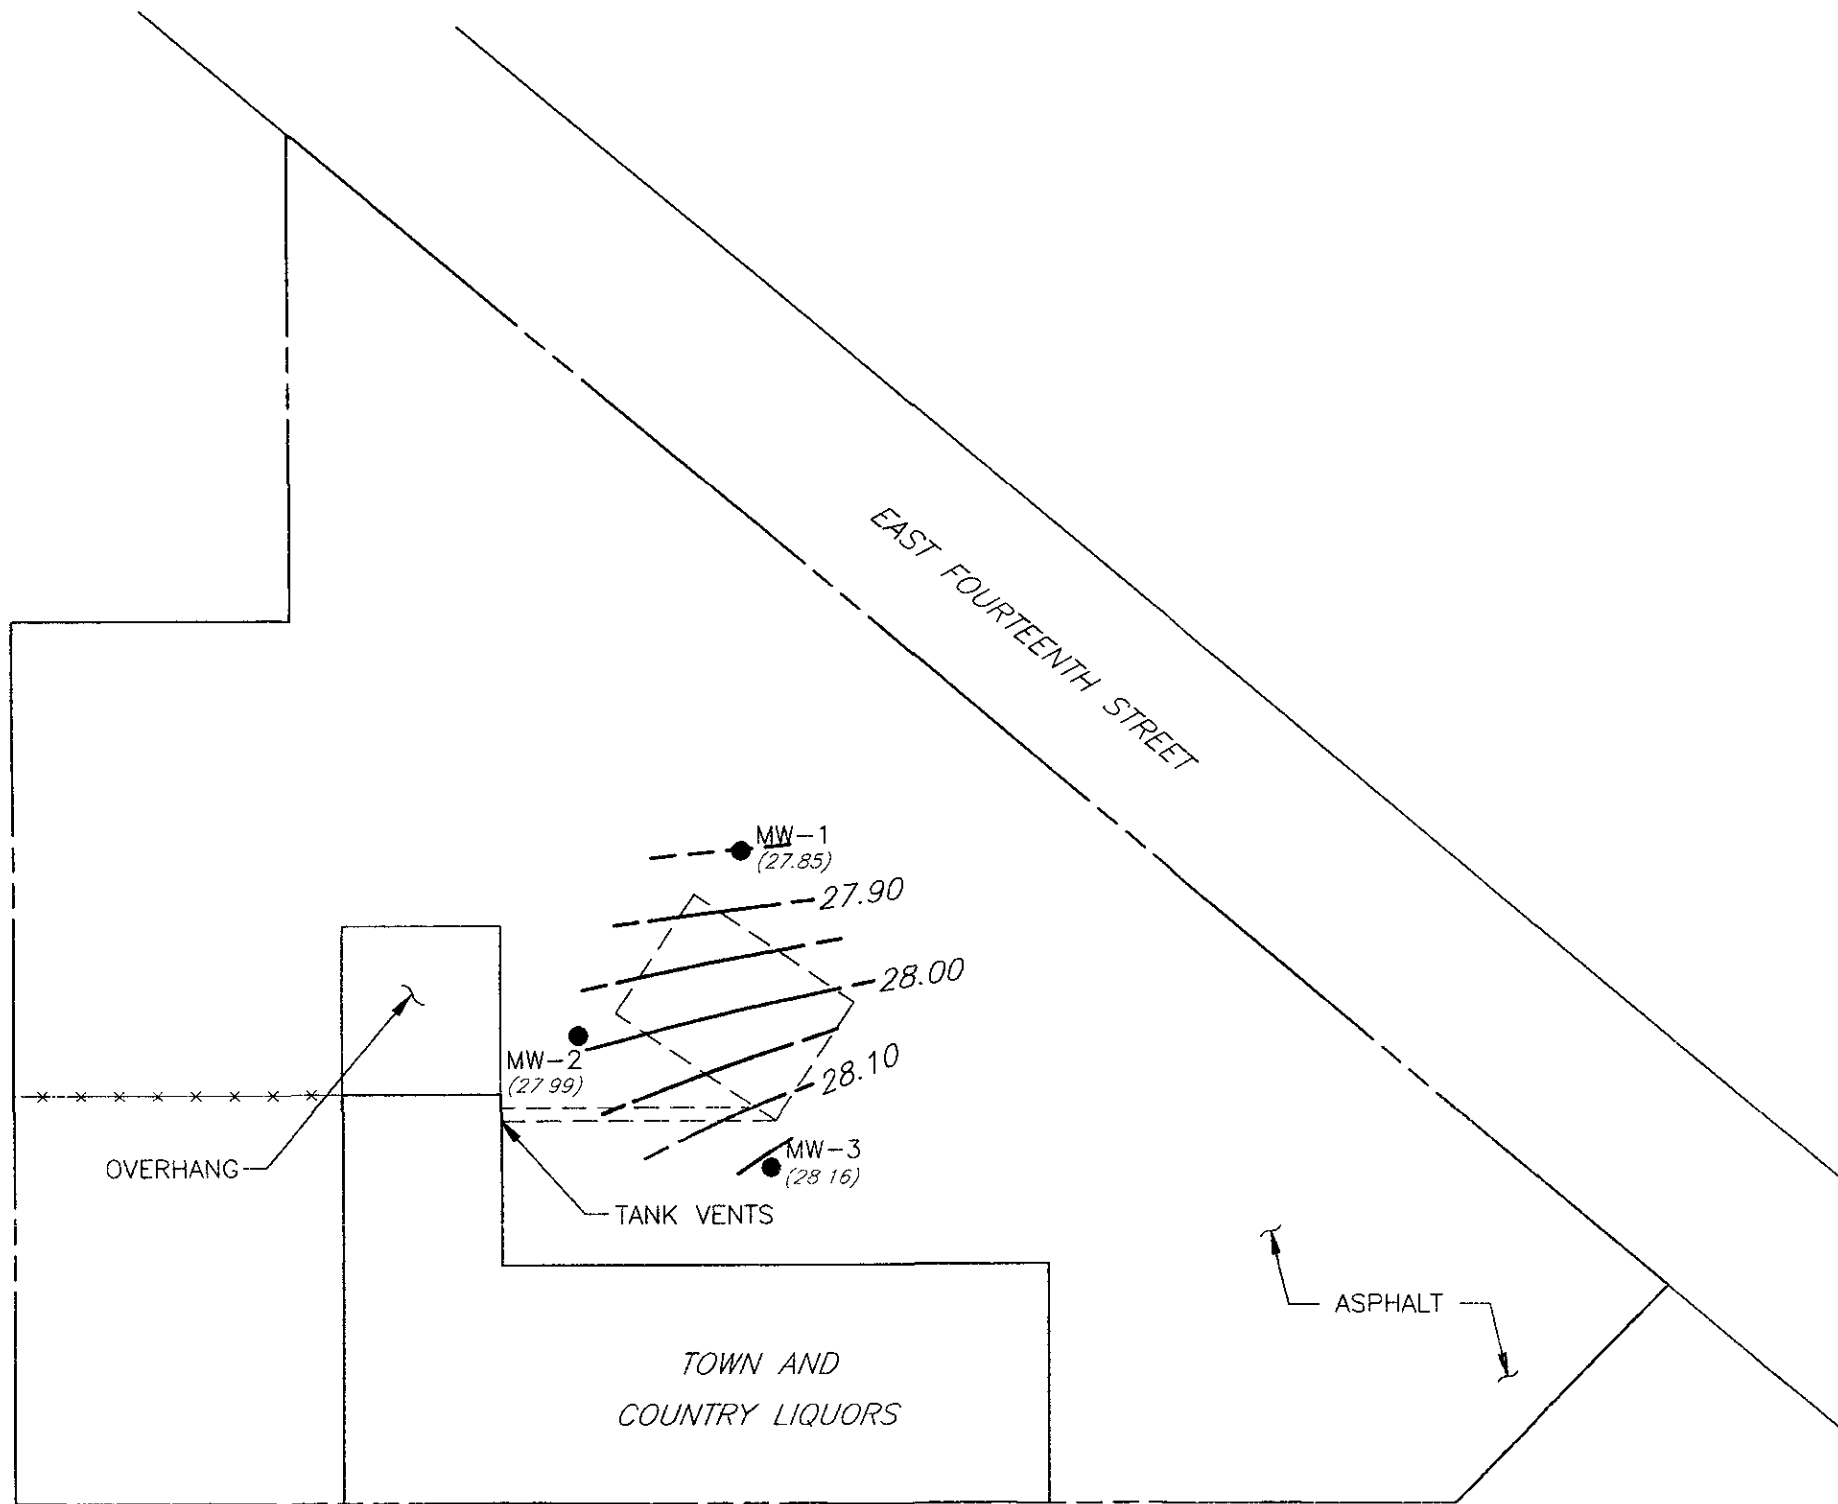 EAST FOURTEENTH STREET
MW-1
(27.85)
27.90
28.00
MW-2
(27 99)
28.10
MW-3
(28 16)
OVERHANG
TANK VENTS
ASPHALT
TOWN AND
COUNTRY LIQUORS